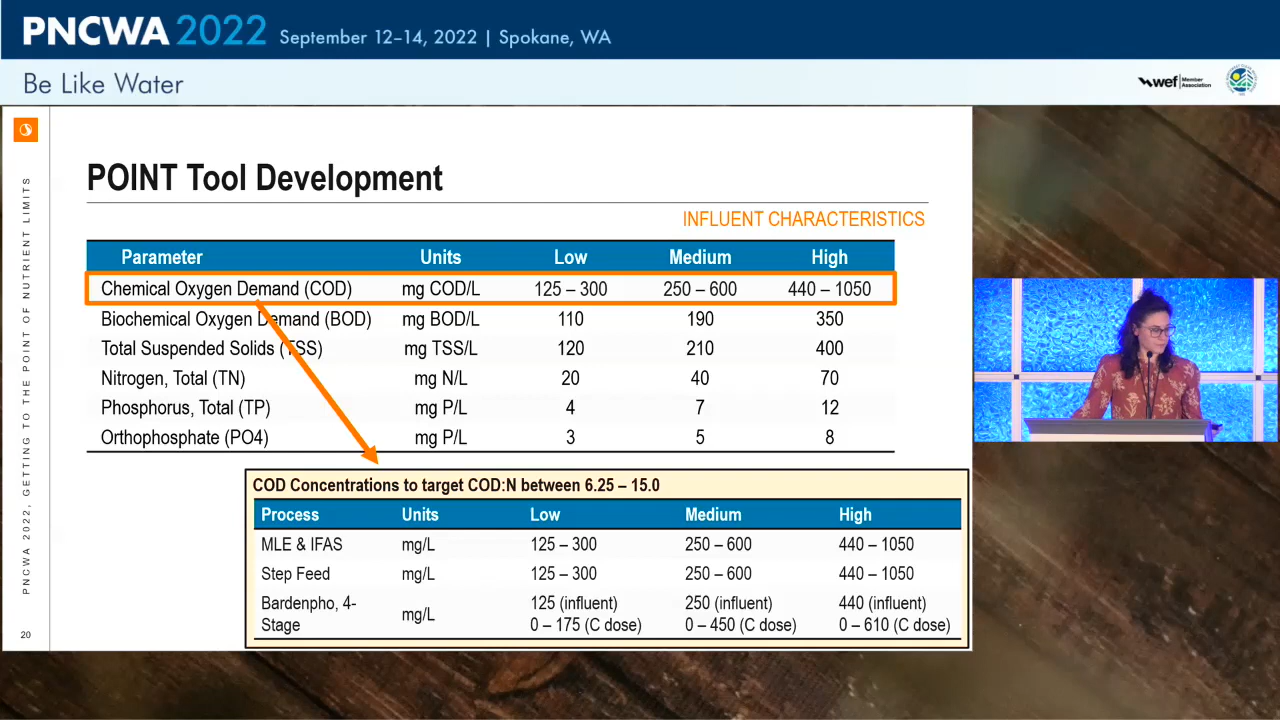 PNCWA 2022 September 12–14, 2022 | Spokane, WA
Be Like Water
wef Member Association
PNCWA 2022, GETTING TO THE POINT OF NUTRIENT LIMITS
20
POINT Tool Development
INFLUENT CHARACTERISTICS
Parameter Units Low Medium High
Chemical Oxygen Demand (COD) mg COD/L 125 – 300 250 – 600 440 – 1050
Biochemical Oxygen Demand (BOD) mg BOD/L 110 190 350
Total Suspended Solids (TSS) mg TSS/L 120 210 400
Nitrogen, Total (TN) mg N/L 20 40 70
Phosphorus, Total (TP) mg P/L 4 7 12
Orthophosphate (PO4) mg P/L 3 5 8
COD Concentrations to target COD:N between 6.25 – 15.0
Process Units Low Medium High
MLE & IFAS mg/L 125 – 300 250 – 600 440 – 1050
Step Feed mg/L 125 – 300 250 – 600 440 – 1050
Bardenpho, 4- mg/L 125 (influent) 250 (influent) 440 (influent)
Stage 0 – 175 (C dose) 0 – 450 (C dose) 0 – 610 (C dose)